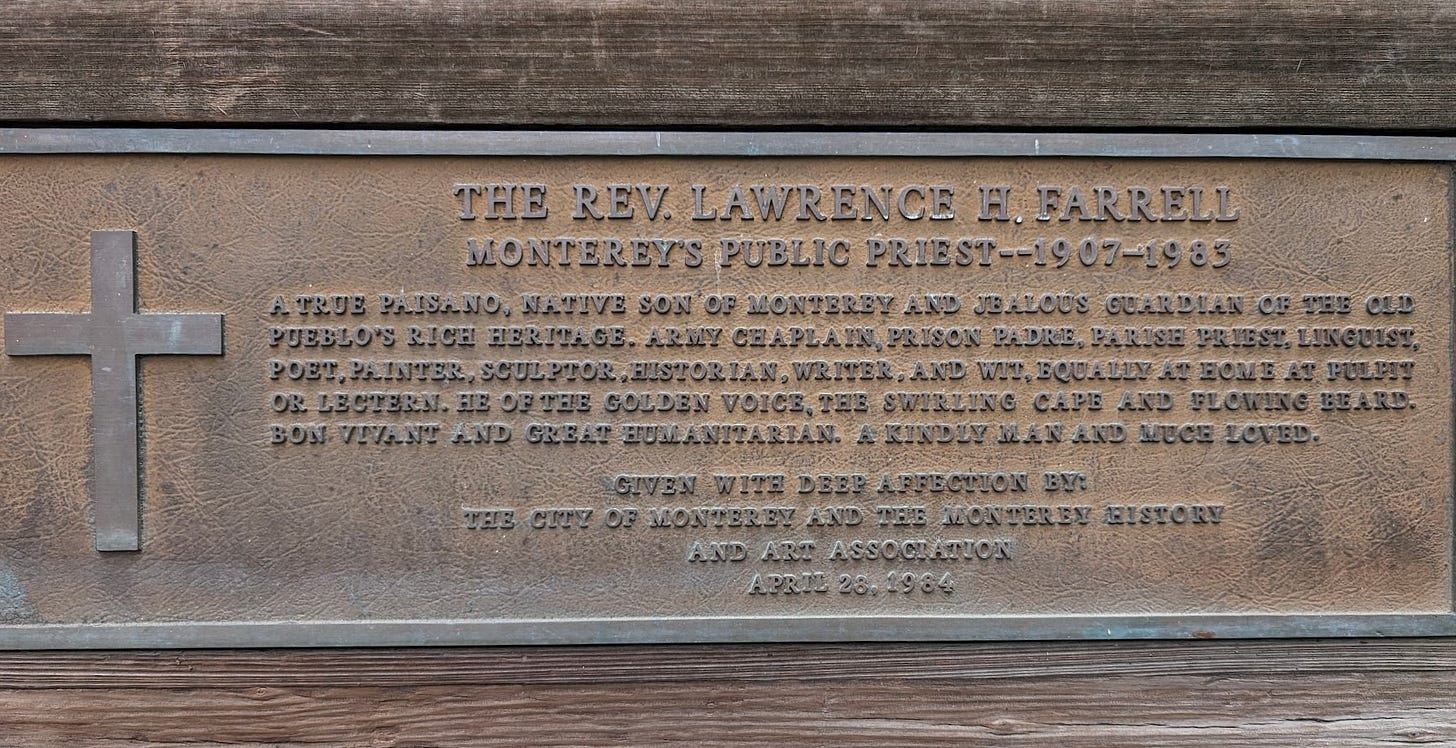 THE REV. LAWRENCE H. FARRELL
MONTEREY'S PUBLIC PRIEST--1907-1983
A TRUE PAISANO, NATIVE SON OF MONTEREY AND JEALOUS GUARDIAN OF THE OLD
PUEBLO'S RICH HERITAGE. ARMY CHAPLAIN, PRISON PADRE, PARISH PRIEST, LINGUIST,
POET, PAINTER, SCULPTOR, HISTORIAN, WRITER, AND WIT, EQUALLY AT HOME AT PULPIT
OR LECTERN. HE OF THE GOLDEN VOICE, THE SWIRLING CAPE AND FLOWING BEARD.
BON VIVANT AND GREAT HUMANITARIAN. A KINDLY MAN AND MUCH LOVED.
GIVEN WITH DEEP AFFECTION BY:
THE CITY OF MONTEREY AND THE MONTEREY HISTORY
AND ART ASSOCIATION
APRIL 28, 1984